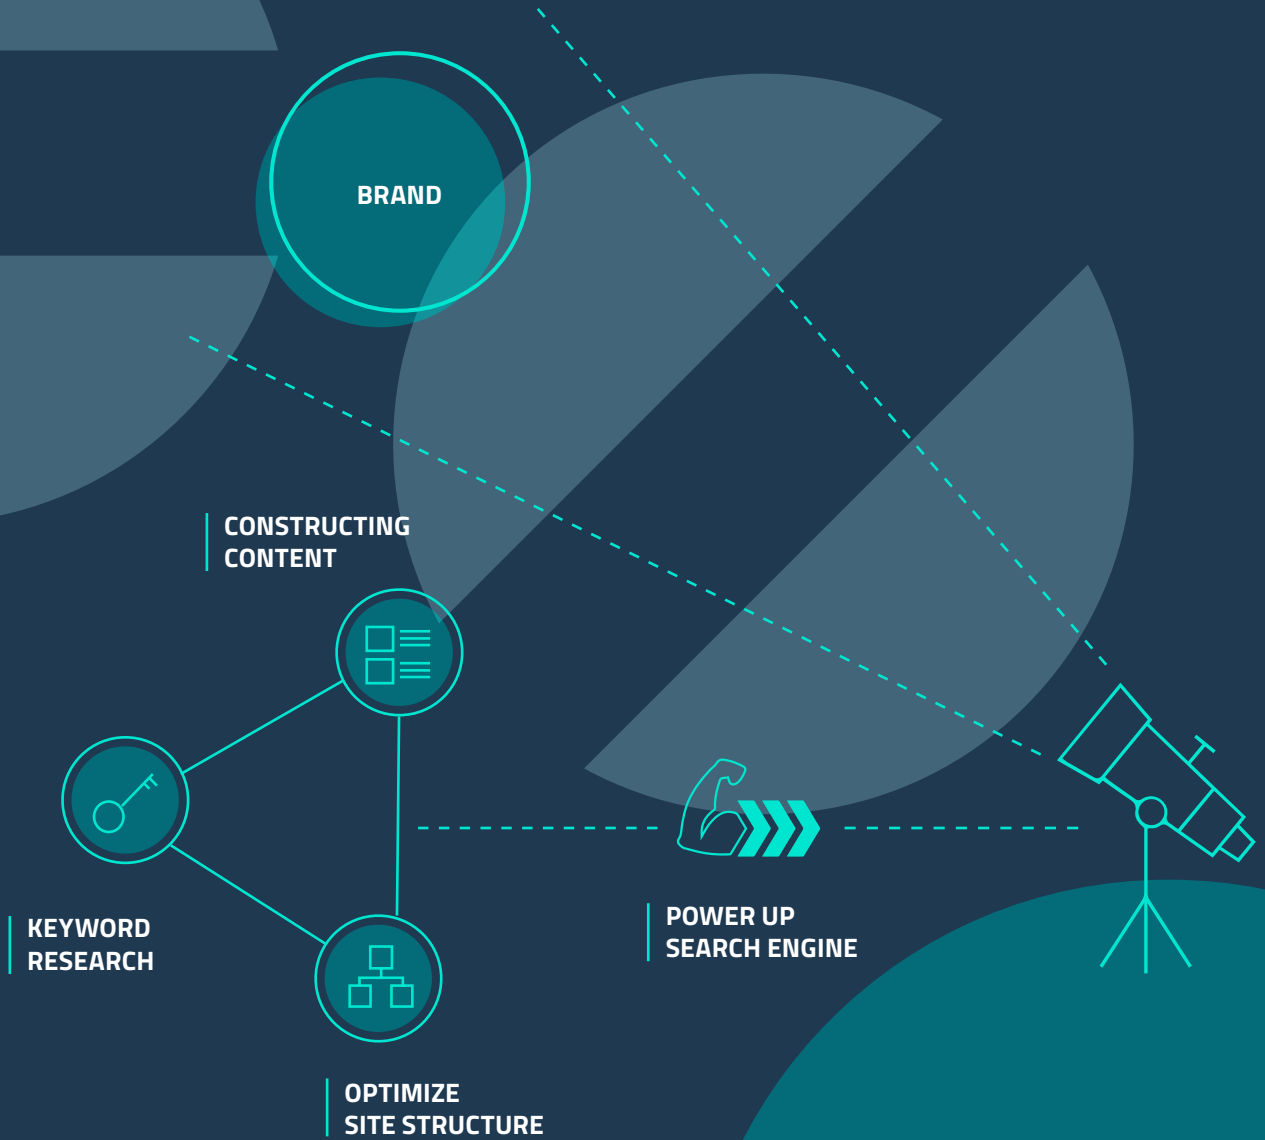 BRAND
CONSTRUCTING
CONTENT
KEYWORD
RESEARCH
POWER UP
SEARCH ENGINE
OPTIMIZE
SITE STRUCTURE